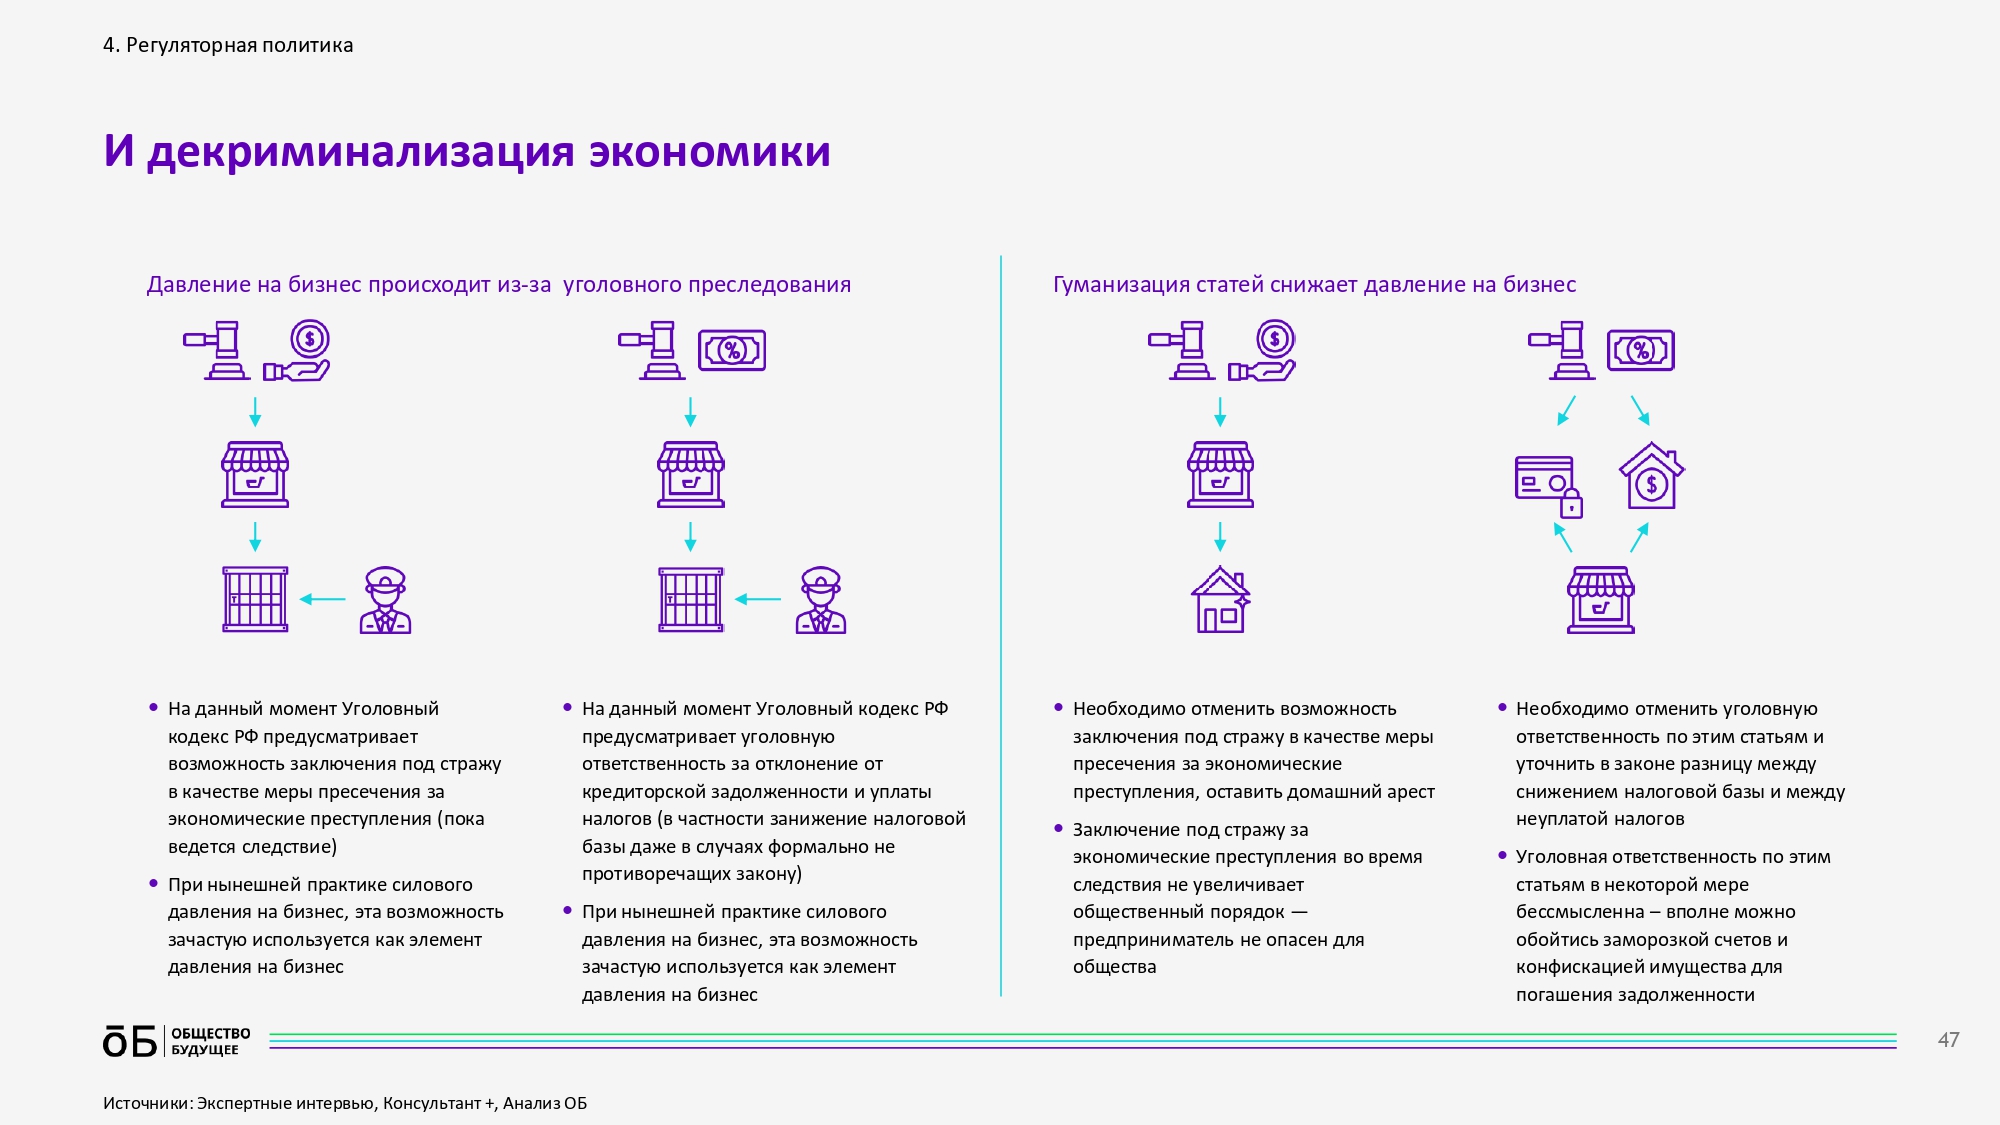 4. Регуляторная политика
И декриминализация экономики
Давление на бизнес происходит из-за  уголовного преследования
На данный момент Уголовный
кодекс РФ предусматривает
возможность заключения под стражу
в качестве меры пресечения за
экономические преступления (пока
ведется следствие)
При нынешней практике силового
давления на бизнес, эта возможность
зачастую используется как элемент
давления на бизнес
На данный момент Уголовный кодекс РФ
предусматривает уголовную
ответственность за отклонение от
кредиторской задолженности и уплаты
налогов (в частности занижение налоговой
базы даже в случаях формально не
противоречащих закону)
При нынешней практике силового
давления на бизнес, эта возможность
зачастую используется как элемент
давления на бизнес
Гуманизация статей снижает давление на бизнес
Необходимо отменить возможность
заключения под стражу в качестве меры
пресечения за экономические
преступления, оставить домашний арест
Заключение под стражу за
экономические преступления во время
следствия не увеличивает
общественный порядок —
предприниматель не опасен для
общества
Необходимо отменить уголовную
ответственность по этим статьям и
уточнить в законе разницу между
снижением налоговой базы и между
неуплатой налогов
Уголовная ответственность по этим
статьям в некоторой мере
бессмысленна – вполне можно
обойтись заморозкой счетов и
конфискацией имущества для
погашения задолженности
ОБ
ОБЩЕСТВО
БУДУЩЕЕ
47
Источники: Экспертные интервью, Консультант +, Анализ ОБ